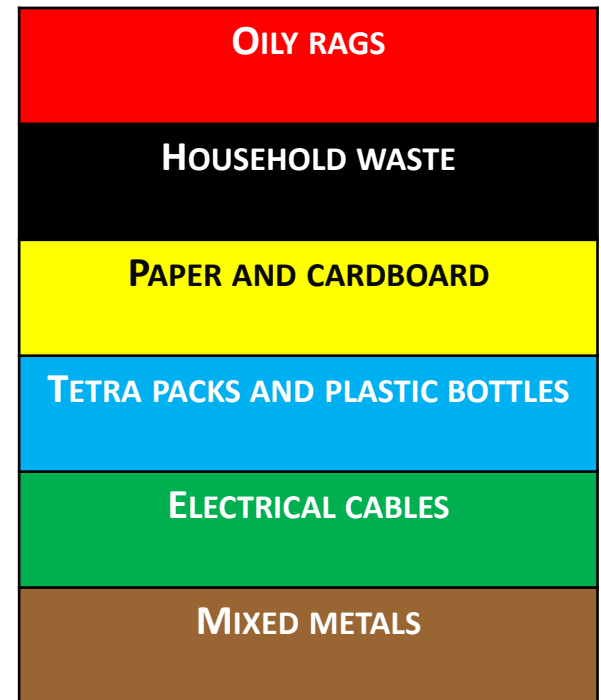 Oily rags
Household waste
Paper and cardboard
Tetra packs and plastic bottles
Electrical cables
Mixed metals